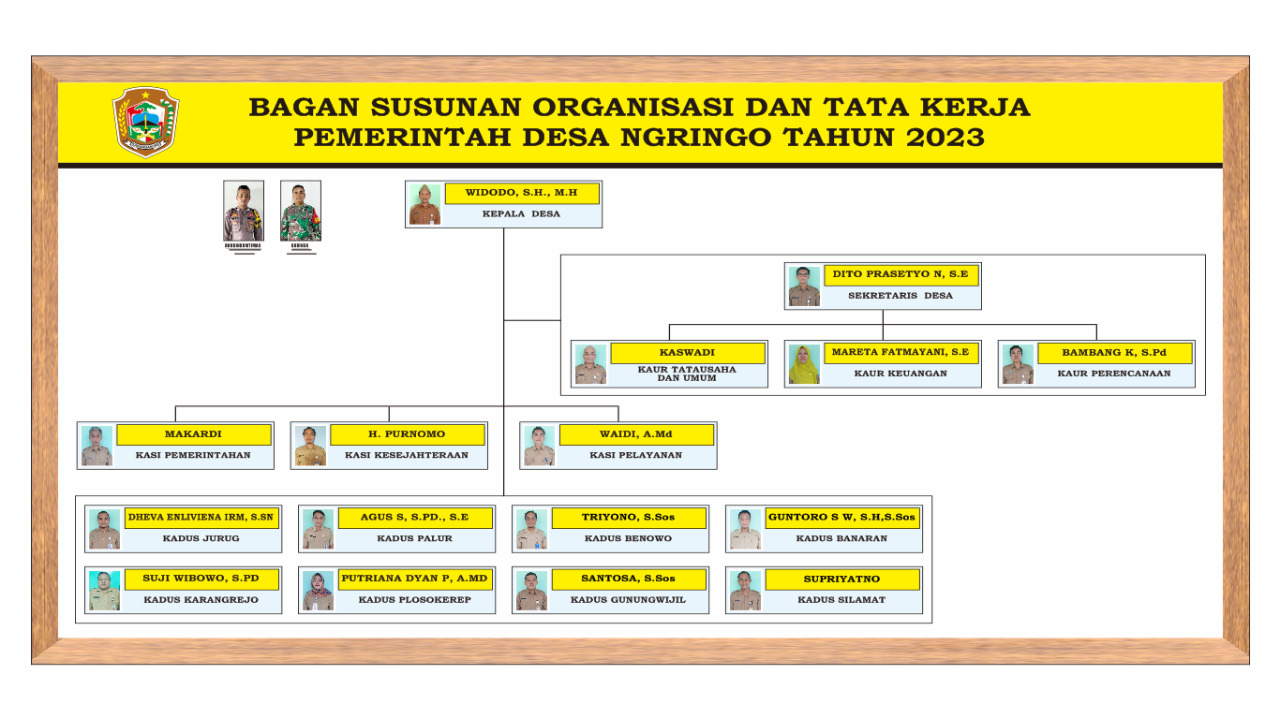 BAGAN SUSUNAN ORGANISASI DAN TATA KERJA
PEMERINTAH DESA NGRINGO TAHUN 2023
WIDODO, S.H., M.H
KEPALA DESA
BABINSA
DITO PRASETYO N, S.E
SEKRETARIS DESA
KASWADI
KAUR TATAUSAHA
DAN UMUM
MARETA FATMAYANI, S.E
KAUR KEUANGAN
BAMBANG K, S.Pd
KAUR PERENCANAAN
MAKARDI
KASI PEMERINTAHAN
H. PURNOMO
KASI KESEJAHTERAAN
WAIDI, A.Md
KASI PELAYANAN
DHEVA ENLIVIENA IRM, S.SN
KADUS JURUG
AGUS S, S.PD., S.E
KADUS PALUR
TRIYONO, S.Sos
KADUS BENOWO
GUNTORO S W, S.H,S.Sos
KADUS BANARAN
SUJI WIBOWO, S.PD
KADUS KARANGREJO
PUTRIANA DYAN P, A.MD
KADUS PLOSOKEREP
SANTOSA, S.Sos
KADUS GUNUNGWIJIL
SUPRIYATNO
KADUS SILAMAT